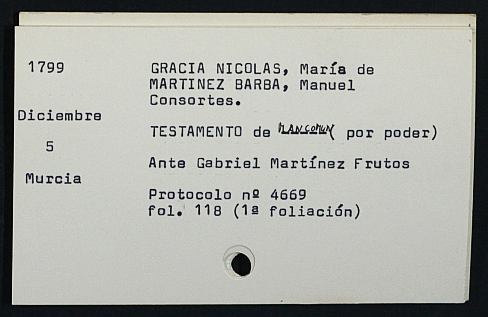 1799
GRACIA NICOLAS, María de
MARTINEZ BARBA, Manuel
Consortes.
Diciembre
5
Murcia
TESTAMENTO de MANCOMUN por poder)
Ante Gabriel Martínez Frutos
Protocolo nº 4669
fol. 118 (1ª foliación)